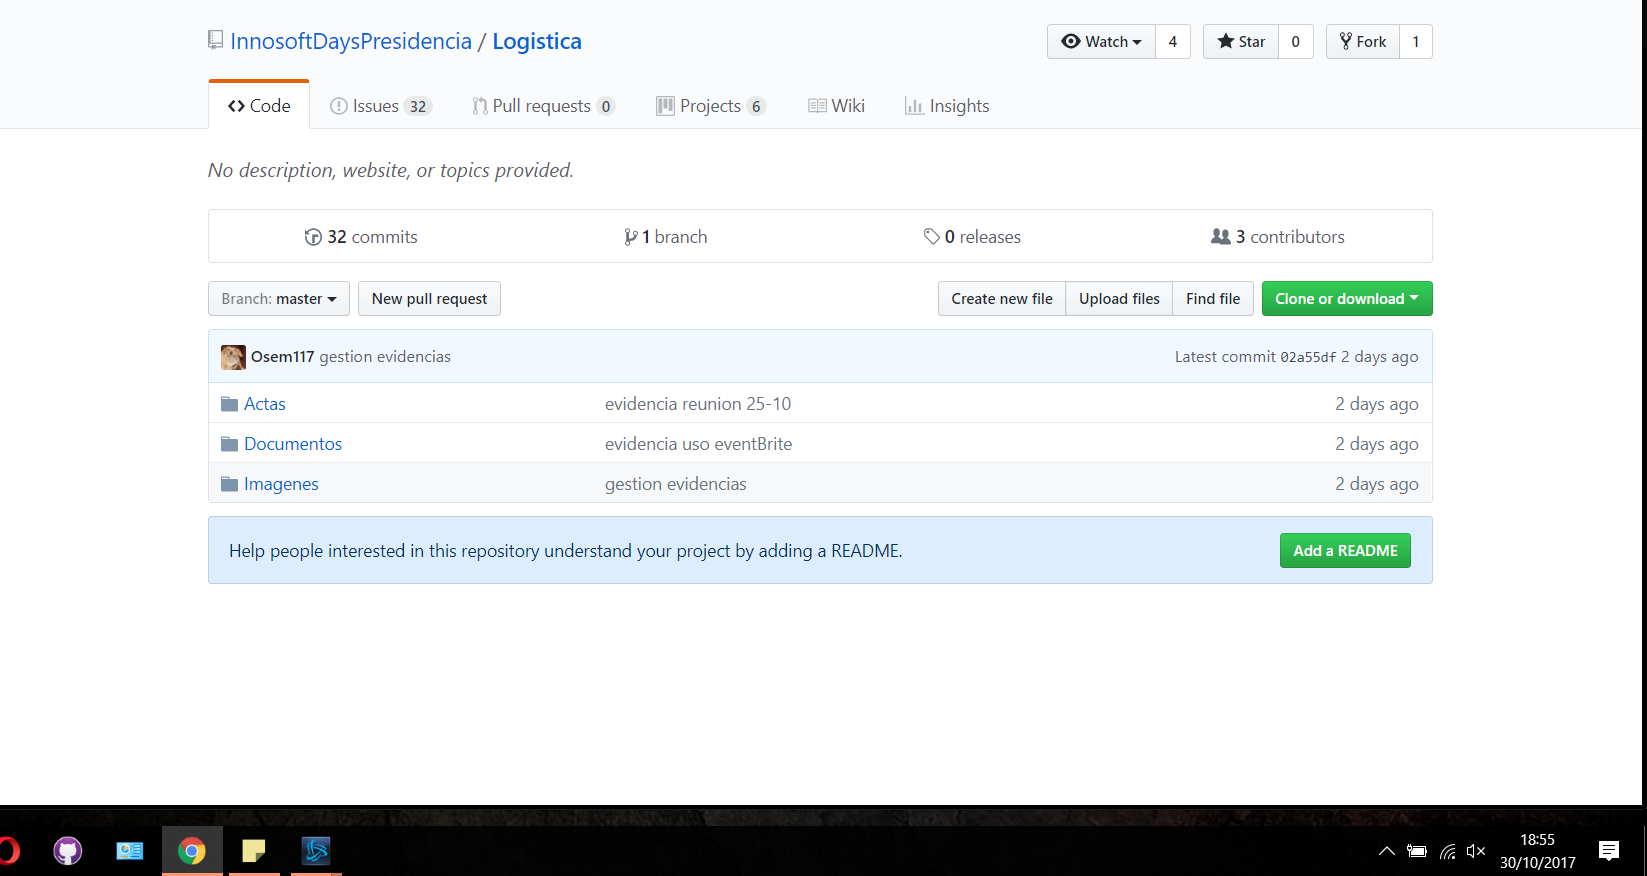 InnosoftDaysPresidencia / Logistica
Watch 4 Star 0 Fork 1
Code Issues 32 Pull requests 0 Projects 6 Wiki Insights
No description, website, or topics provided.
32 commits 1 branch 0 releases 3 contributors
Branch: master New pull request Create new file Upload files Find file Clone or download
Osem117 gestion evidencias Latest commit 02a55df 2 days ago
Actas evidencia reunion 25-10 2 days ago
Documentos evidencia uso eventBrite 2 days ago
Imagenes gestion evidencias 2 days ago
Help people interested in this repository understand your project by adding a README. Add a README
18:55
30/10/2017